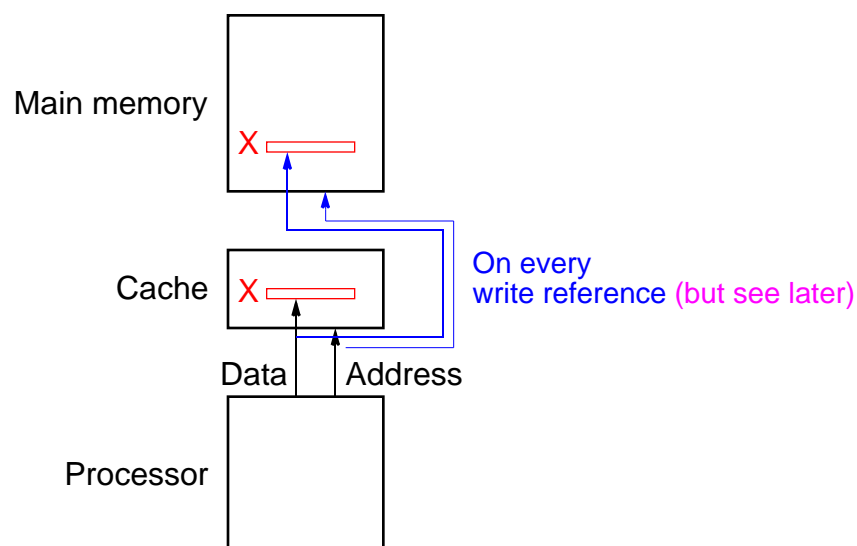 Main memory
X
On every
write reference (but see later)
Cache
X
Data
Address
Processor